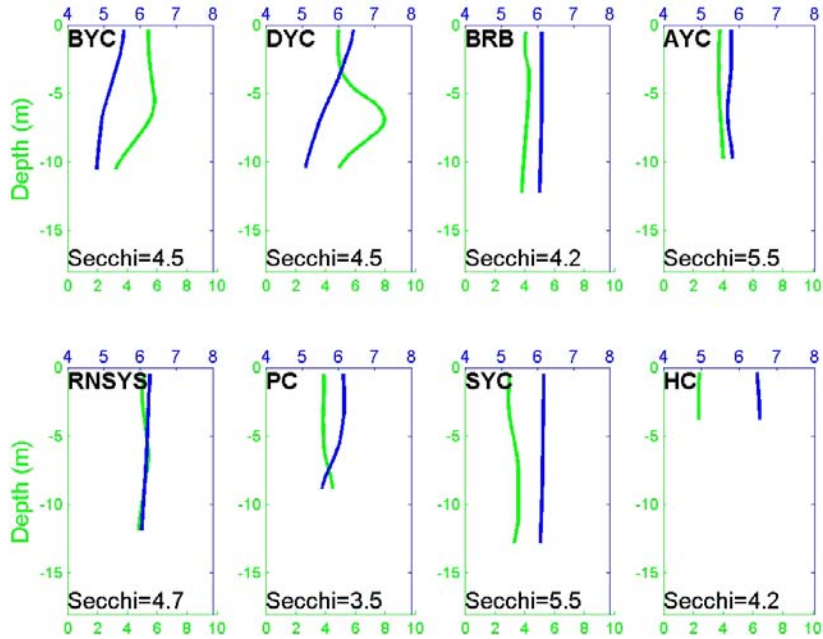 4 5 6 7 8 4 5 6 7 8 4 5 6 7 8 4 5 6 7 8
BYC DYC BRB AYC
0 0 0 0
-5 -5 -5 -5
Depth (m)
-10 -10 -10 -10
-15 -15 -15 -15
Secchi=4.5 Secchi=4.5 Secchi=4.2 Secchi=5.5
0 2 4 6 8 10 0 2 4 6 8 10 0 2 4 6 8 10 0 2 4 6 8 10
4 5 6 7 8 4 5 6 7 8 4 5 6 7 8 4 5 6 7 8
RNSYS PC SYC HC
0 0 0 0
-5 -5 -5 -5
Depth (m)
-10 -10 -10 -10
-15 -15 -15 -15
Secchi=4.7 Secchi=3.5 Secchi=5.5 Secchi=4.2
0 2 4 6 8 10 0 2 4 6 8 10 0 2 4 6 8 10 0 2 4 6 8 10